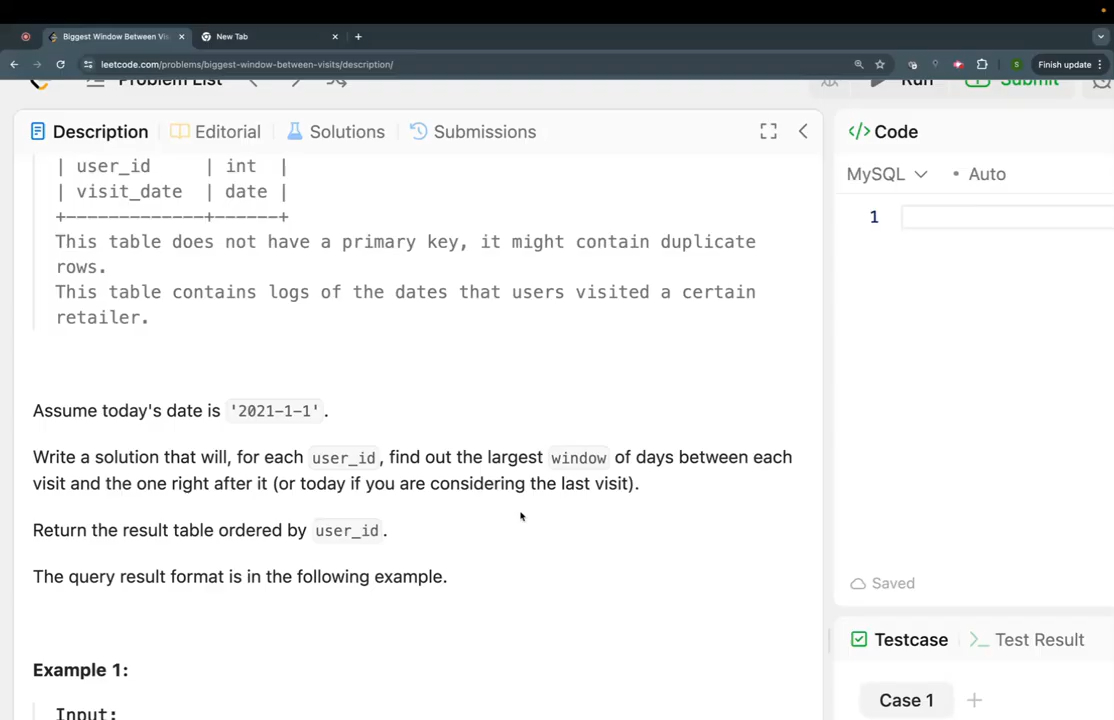 Biggest Window Between Vis
New Tab
leetcode.com/problems/biggest-window-between-visits/description/
S
Finish update
Problem List
Run
Submit
Description
Editorial
Solutions
Submissions
</> Code
| user_id | int |
MySQL • Auto
| visit_date | date |
+-------------+------+
1
This table does not have a primary key, it might contain duplicate
rows.
This table contains logs of the dates that users visited a certain
retailer.
Assume today's date is '2021-1-1'.
Write a solution that will, for each user_id, find out the largest window of days between each
visit and the one right after it (or today if you are considering the last visit).
Return the result table ordered by user_id.
The query result format is in the following example.
Saved
Testcase
>_ Test Result
Example 1:
Case 1 +
Input: